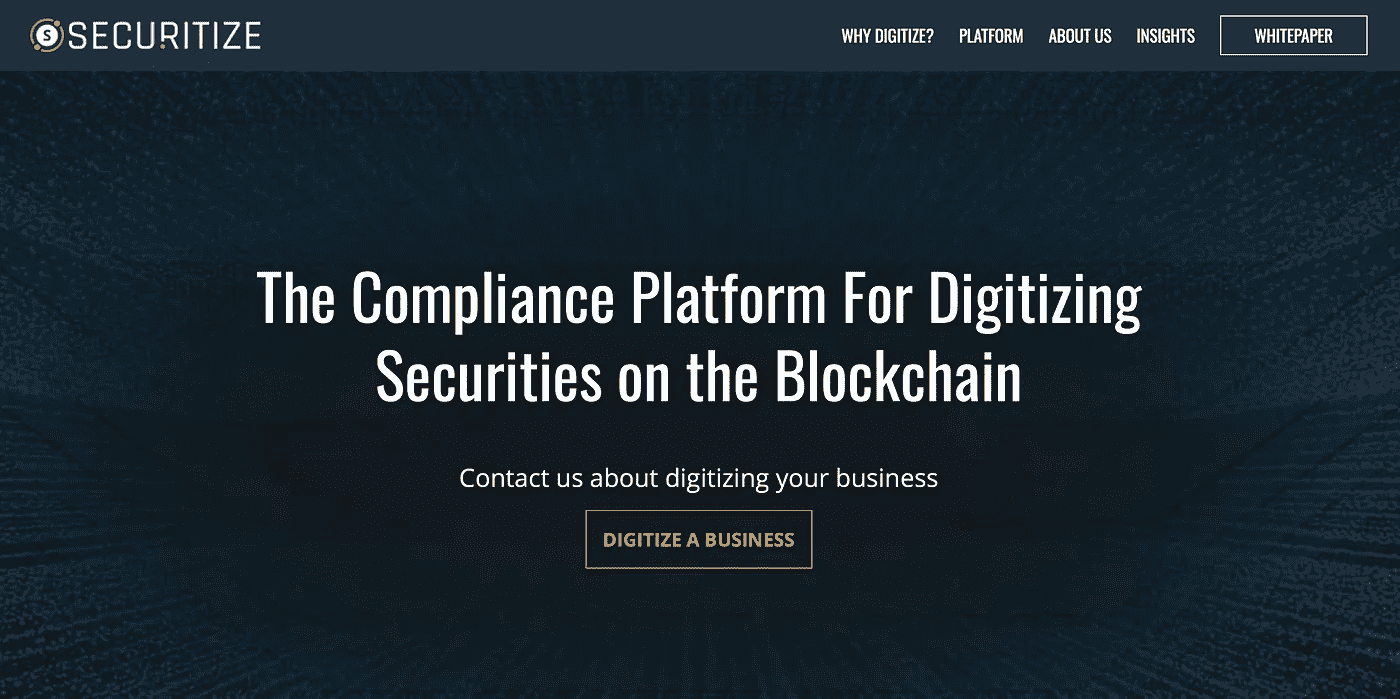 S SECURITIZE
WHY DIGITIZE? PLATFORM ABOUT US INSIGHTS WHITEPAPER
The Compliance Platform For Digitizing
Securities on the Blockchain
Contact us about digitizing your business
DIGITIZE A BUSINESS